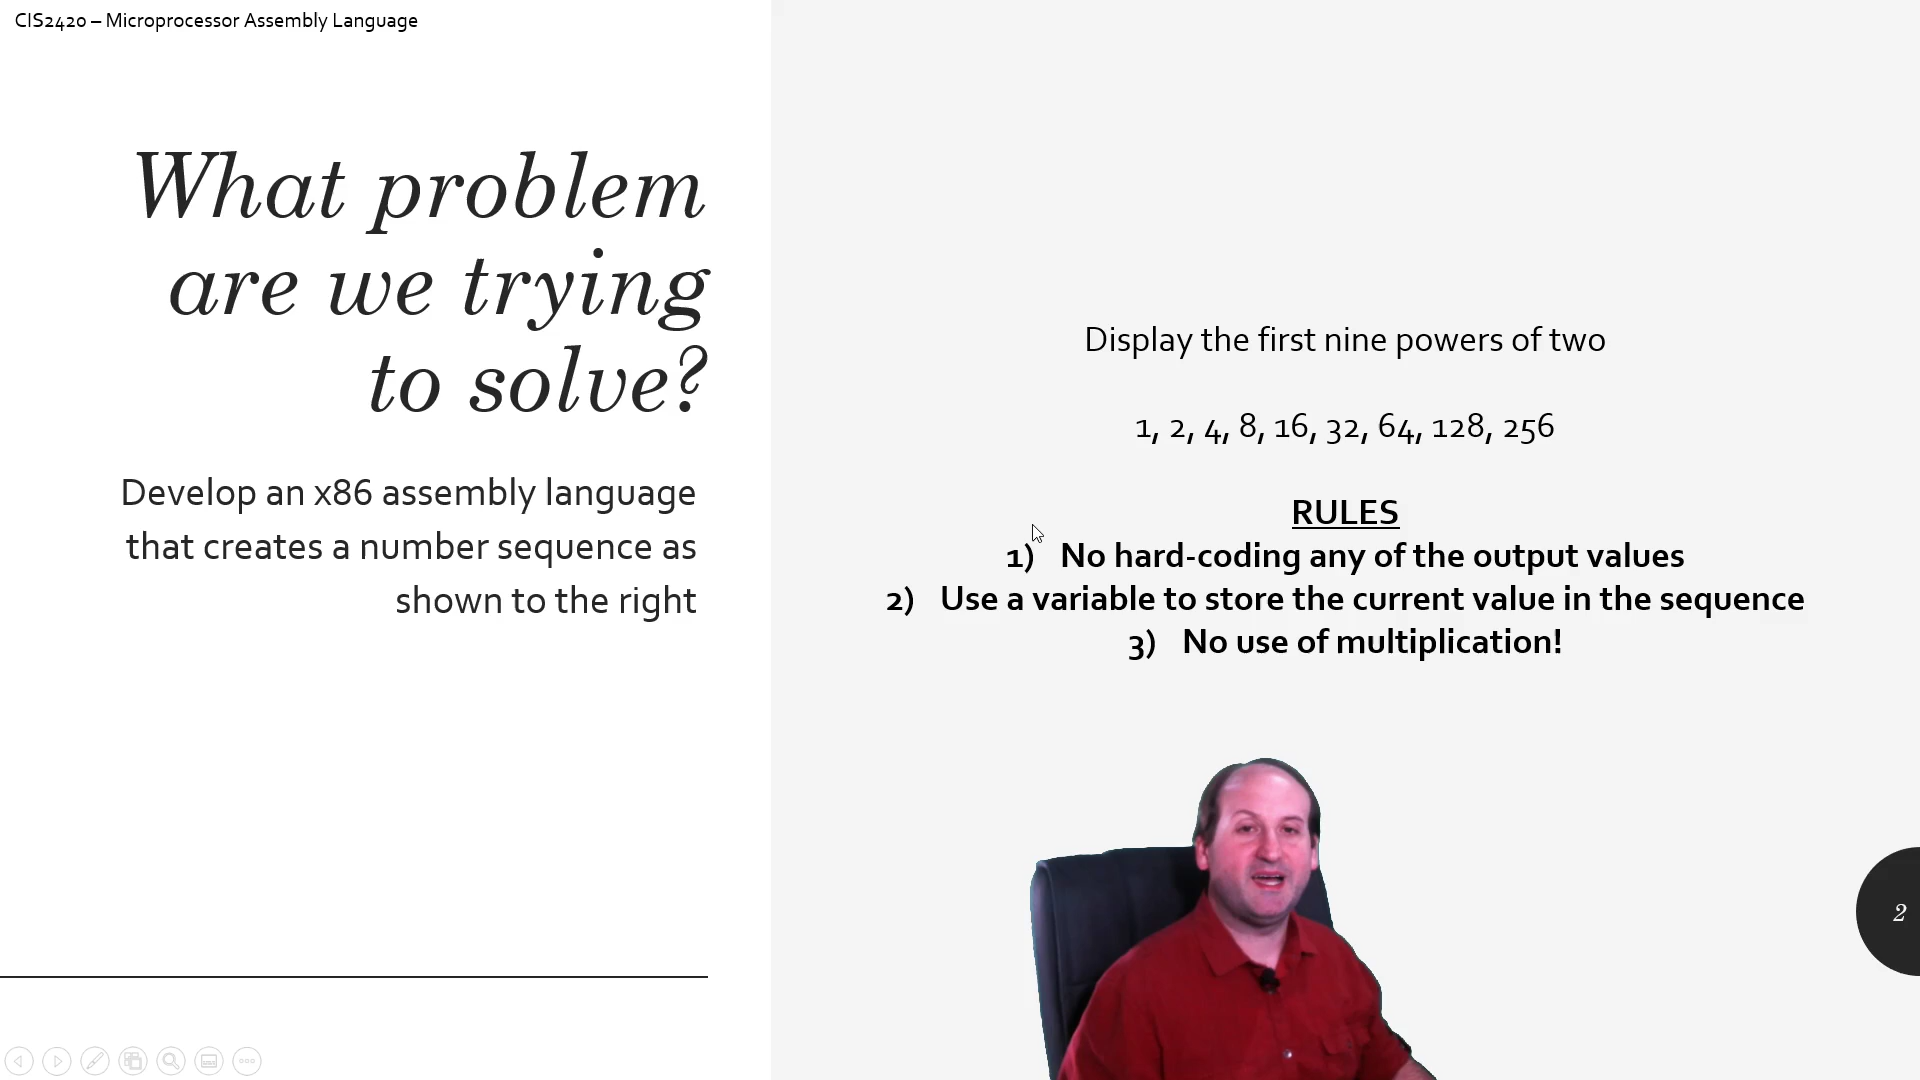 CIS2420 – Microprocessor Assembly Language
What problem
are we trying
to solve?
Develop an x86 assembly language
that creates a number sequence as
shown to the right
Display the first nine powers of two
1, 2, 4, 8, 16, 32, 64, 128, 256
RULES
1) No hard-coding any of the output values
2) Use a variable to store the current value in the sequence
3) No use of multiplication!
2